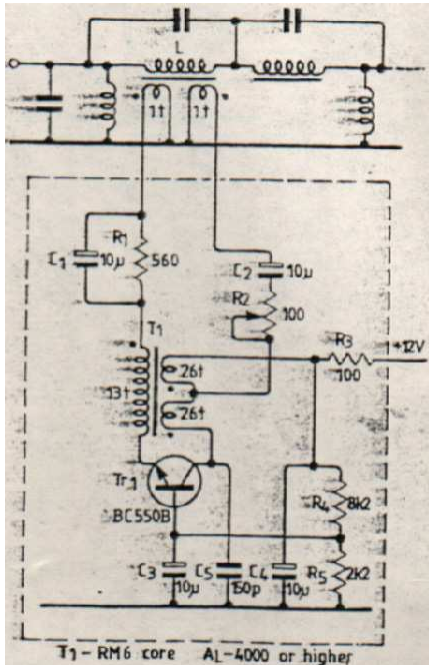 L
1t 1t
R1
C1 10µ 560
C2 10µ
R2
100
T1
R3
+12V
100
13t 26t
26t
Tr1
BC550B
R4 8k2
C3 C5 C4 R5 2k2
10µ 150p 10µ
T1 - RM6 core AL-4000 or higher